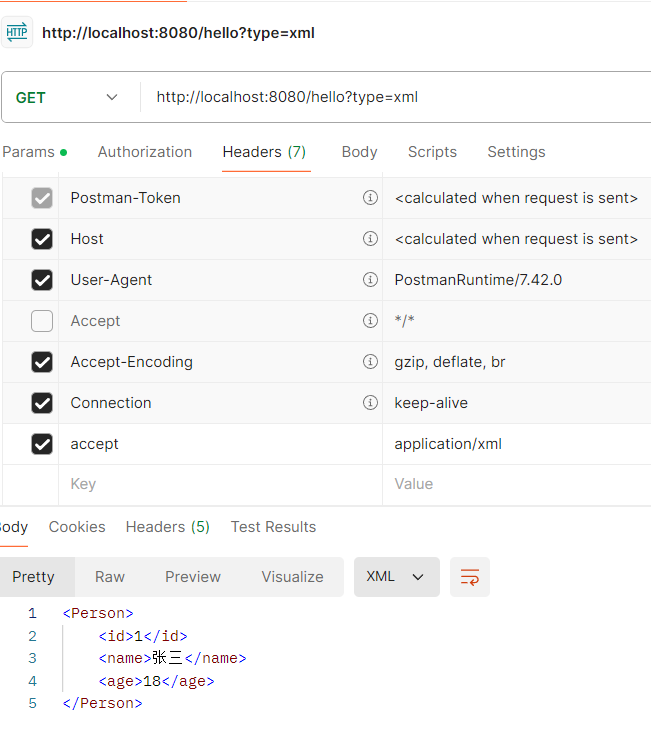 HTTP http://localhost:8080/hello?type=xml
GET http://localhost:8080/hello?type=xml
Params Authorization Headers (7) Body Scripts Settings
Postman-Token <calculated when request is sent>
Host <calculated when request is sent>
User-Agent PostmanRuntime/7.42.0
Accept */*
Accept-Encoding gzip, deflate, br
Connection keep-alive
accept application/xml
Key Value
Body Cookies Headers (5) Test Results
Pretty Raw Preview Visualize XML
1 <Person>
2 <id>1</id>
3 <name>张三</name>
4 <age>18</age>
5 </Person>